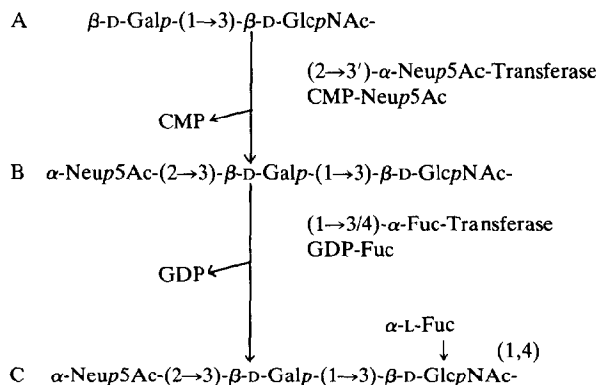 A β-D-Galp-(1→3)-β-D-GlcpNAc-
(2→3′)-α-Neup5Ac-Transferase
CMP-Neup5Ac
CMP
B α-Neup5Ac-(2→3)-β-D-Galp-(1→3)-β-D-GlcpNAc-
(1→3/4)-α-Fuc-Transferase
GDP-Fuc
GDP
α-L-Fuc
↓ (1,4)
C α-Neup5Ac-(2→3)-β-D-Galp-(1→3)-β-D-GlcpNAc-